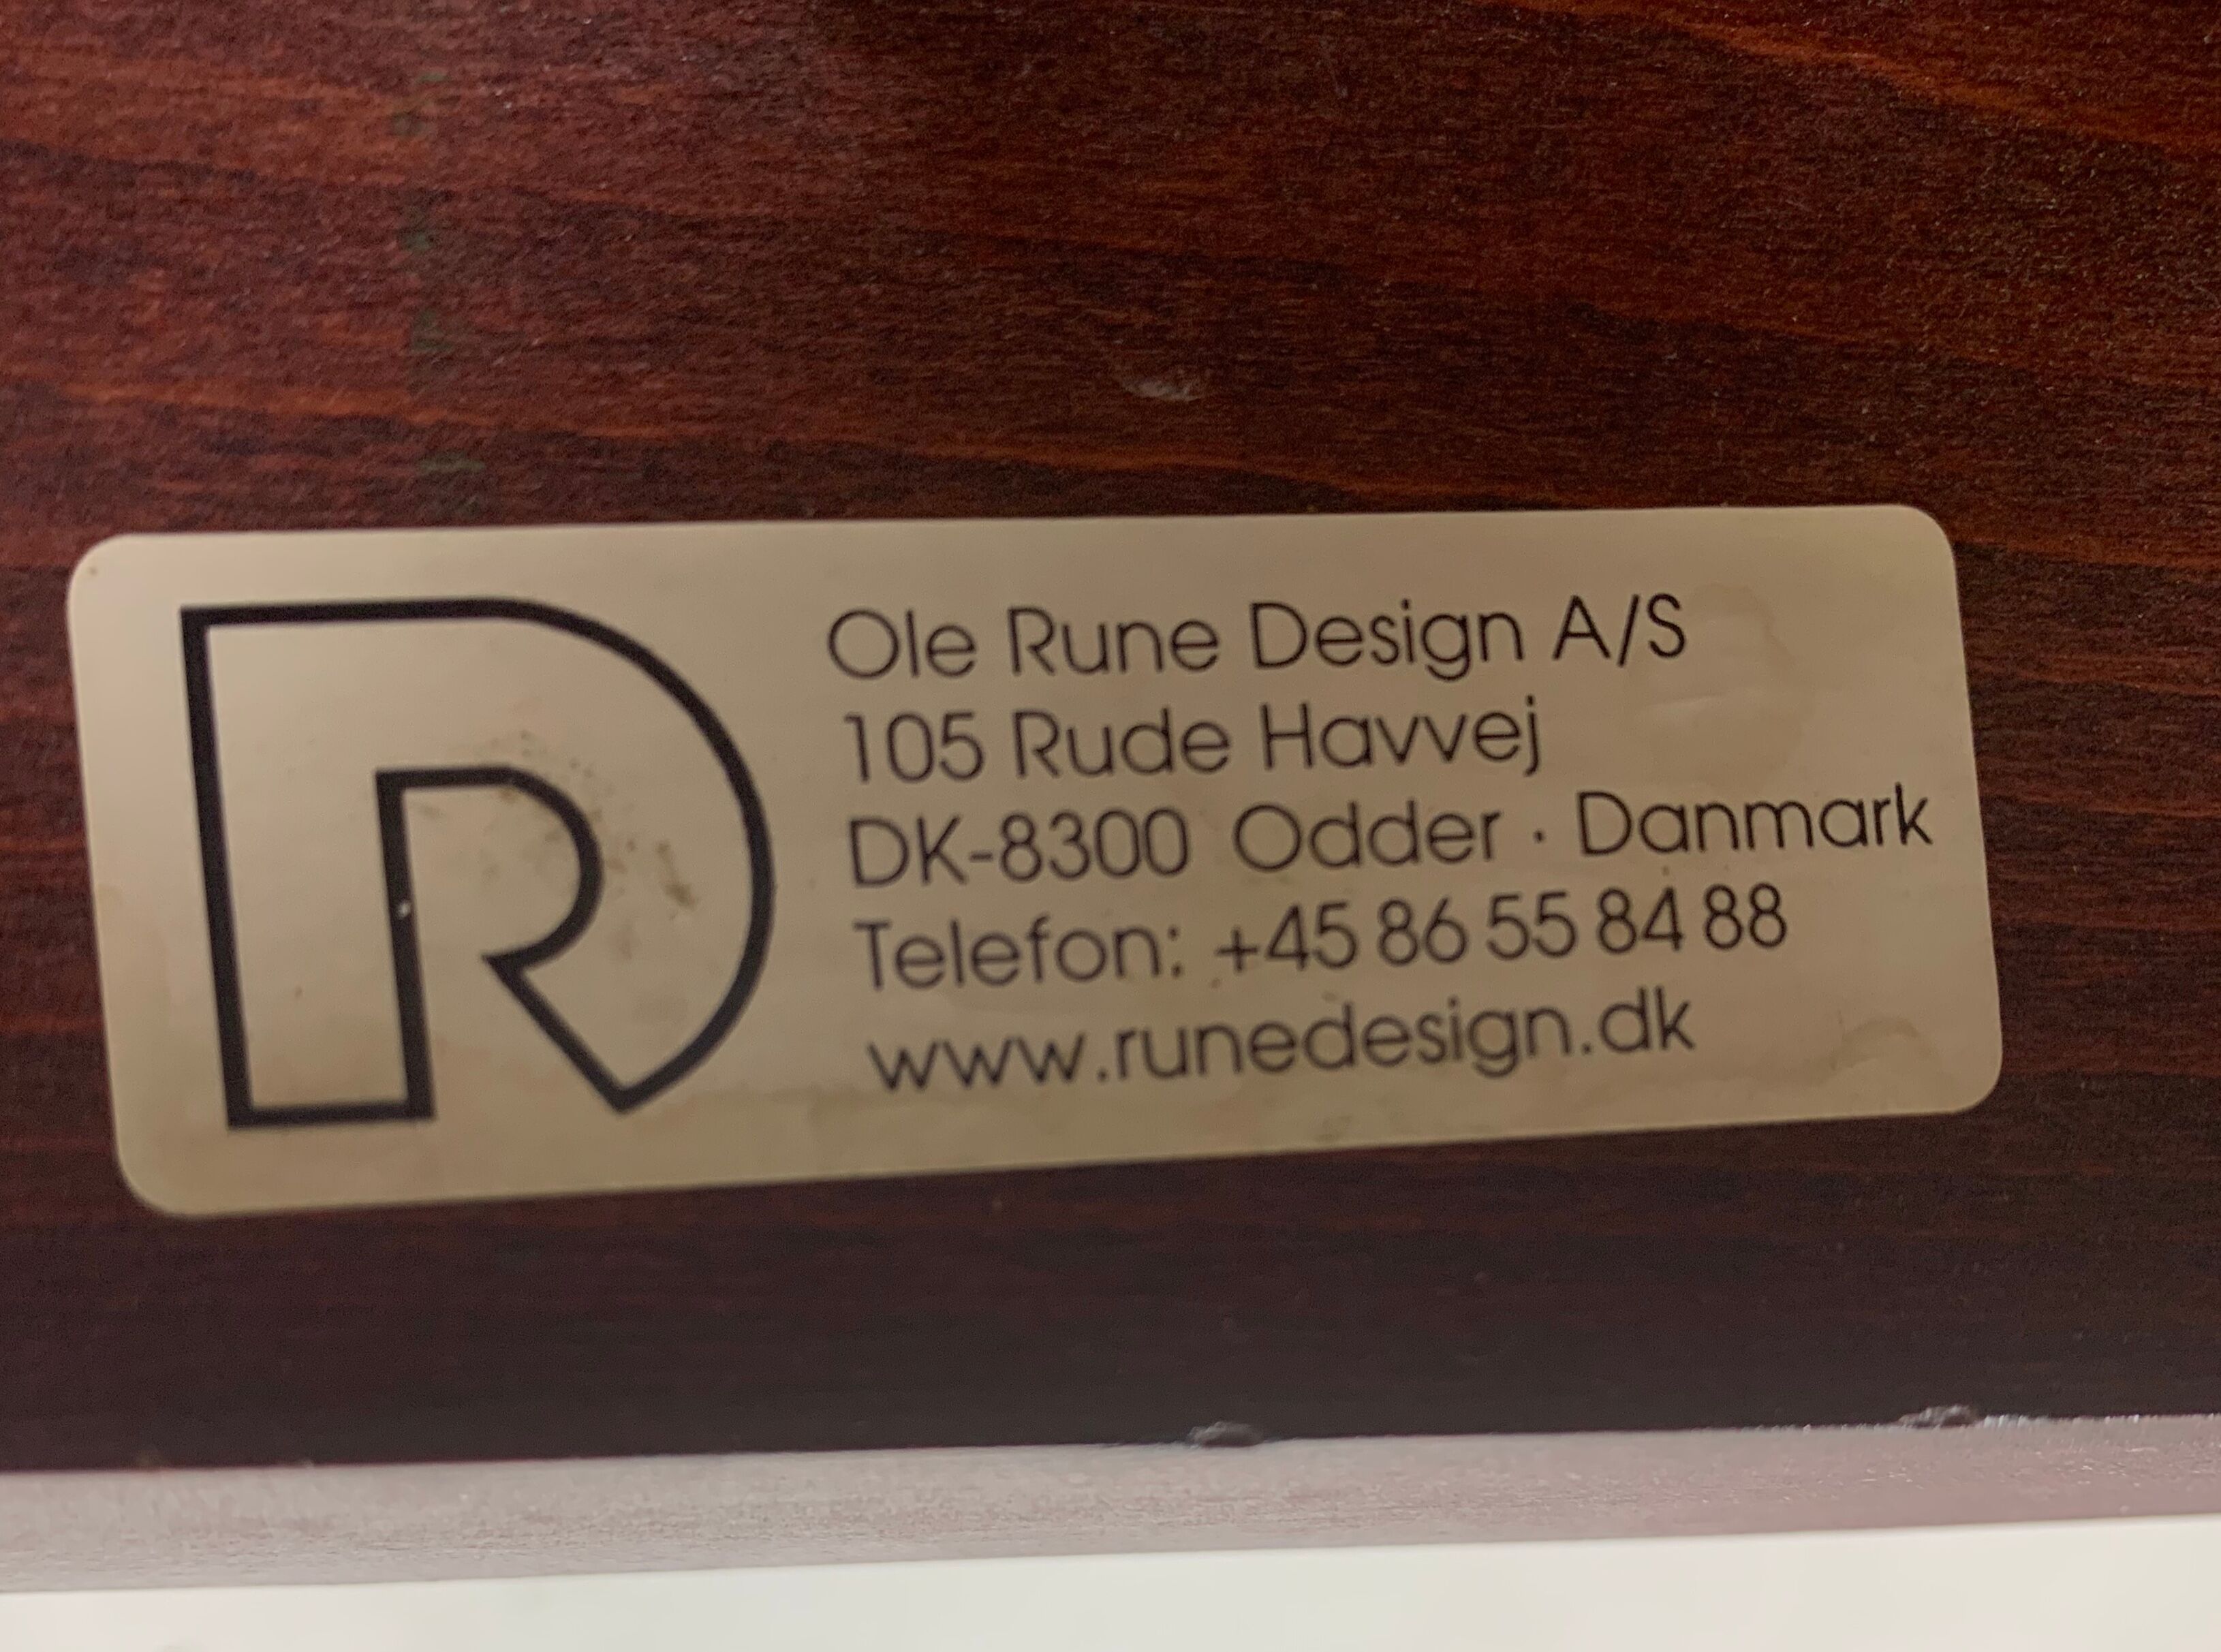 Ole Rune Design A/S
105 Rude Havvej
DK-8300 Odder · Danmark
Telefon: +45 86 55 84 88
www.runedesign.dk